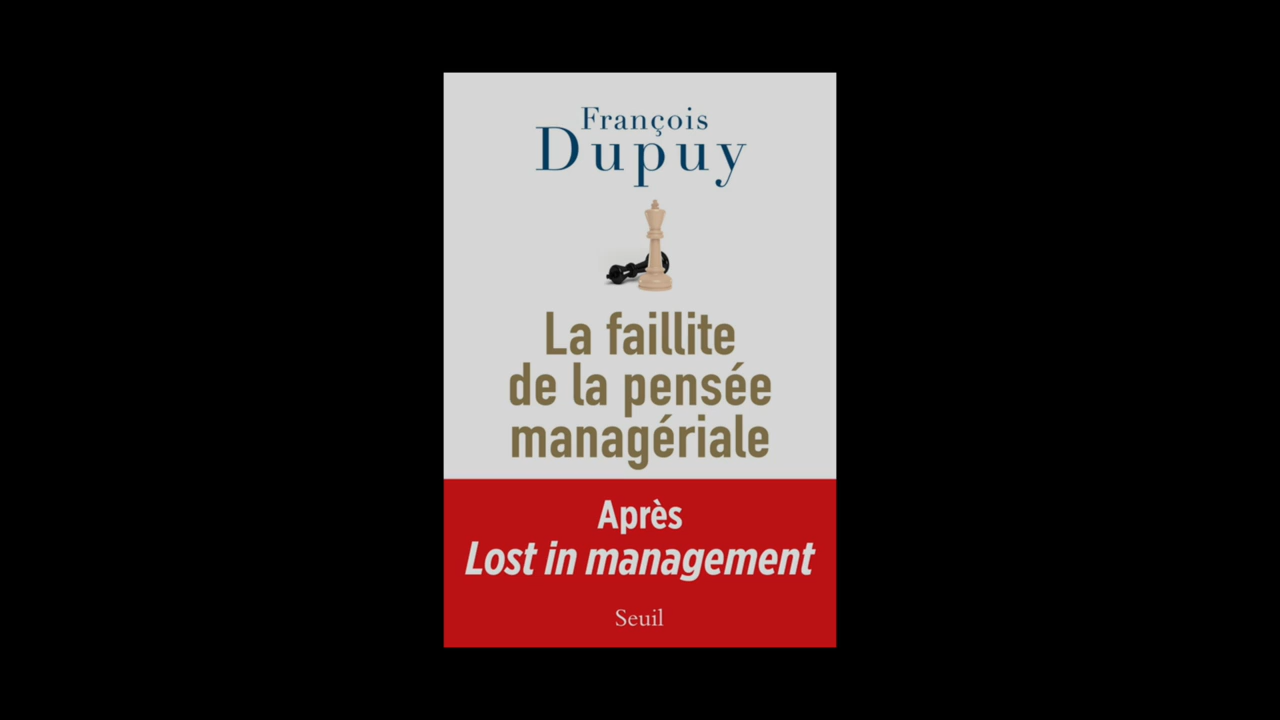 François
Dupuy
La faillite
de la pensée
managériale
Après
Lost in management
Seuil